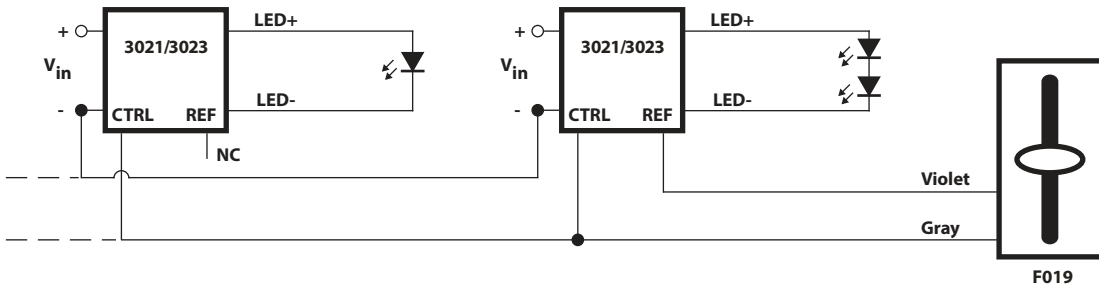 +
3021/3023
LED+
V in
-
CTRL
REF
LED-
NC
+
3021/3023
LED+
V in
-
CTRL
REF
LED-
Violet
Gray
F019